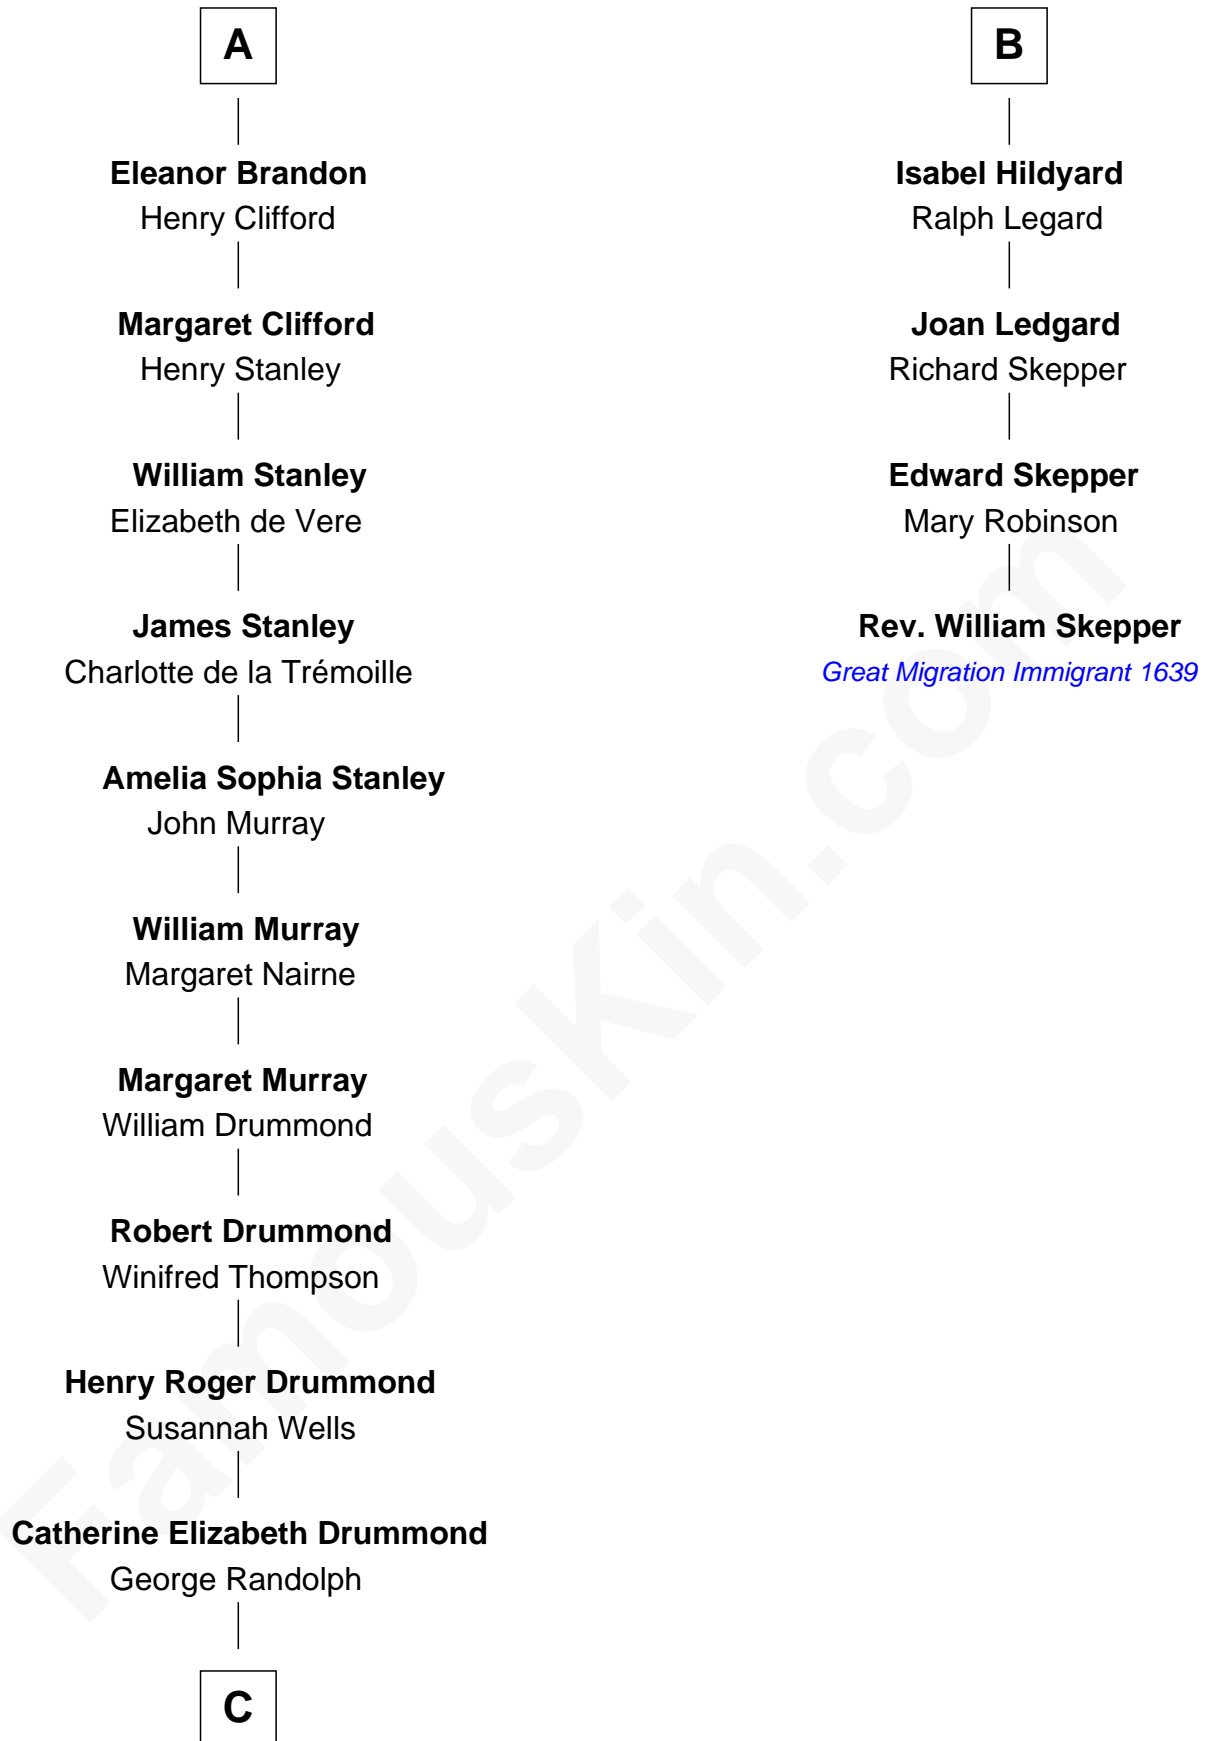 A
Eleanor Brandon
Henry Clifford
Margaret Clifford
Henry Stanley
William Stanley
Elizabeth de Vere
James Stanley
Charlotte de la Trémoille
Amelia Sophia Stanley
John Murray
William Murray
Margaret Nairne
Margaret Murray
William Drummond
Robert Drummond
Winifred Thompson
Henry Roger Drummond
Susannah Wells
Catherine Elizabeth Drummond
George Randolph
C
B
Isabel Hildyard
Ralph Legard
Joan Ledgard
Richard Skepper
Edward Skepper
Mary Robinson
Rev. William Skepper
Great Migration Immigrant 1639
FamousKin.com